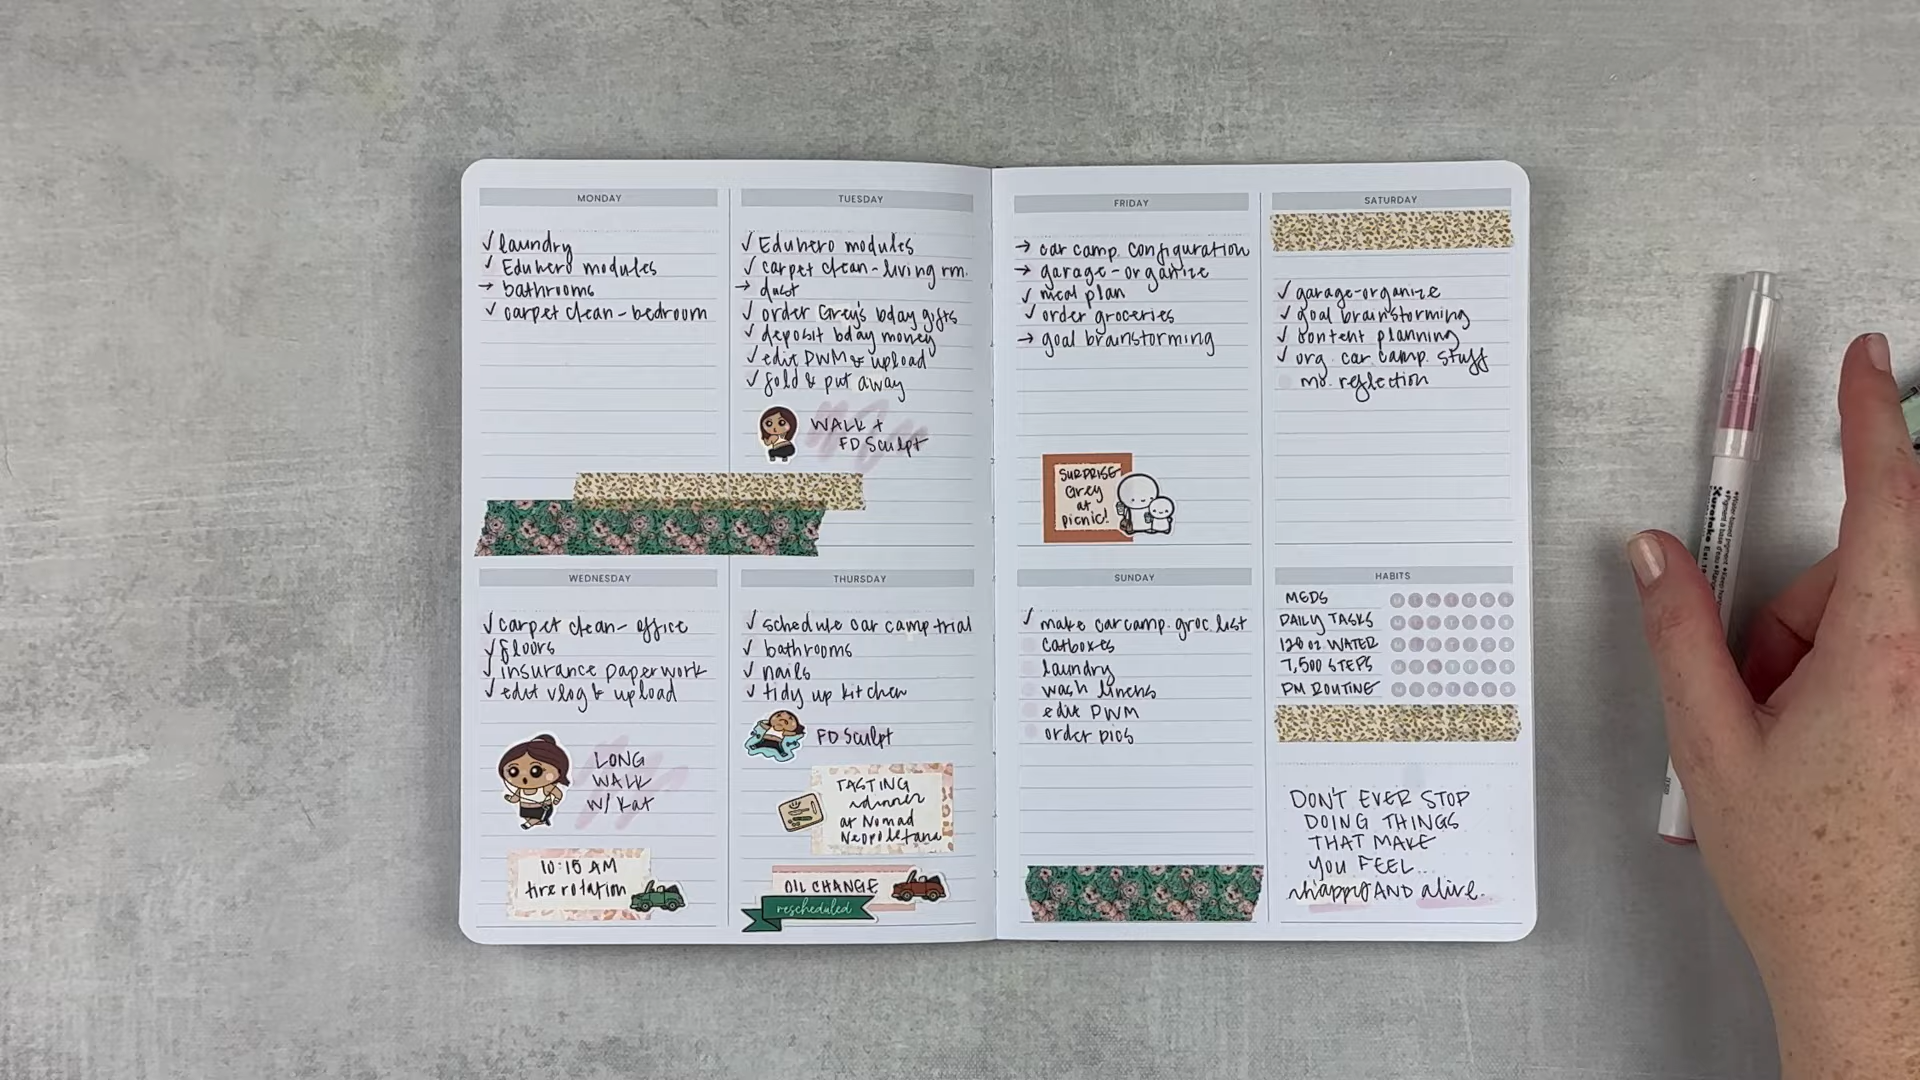 MONDAY
✓ laundry
✓ Eduhero modules
→ bathrooms
✓ carpet clean - bedroom
TUESDAY
✓ Eduhero modules
✓ carpet clean - living rm.
→ dust
✓ order Grey's bday gifts
✓ deposit bday money
✓ edit PWM & upload
✓ fold & put away
WALK +
FD Sculpt
WEDNESDAY
✓ carpet clean - office
✓ floors
✓ insurance paperwork
✓ edit vlog & upload
LONG
WALK
W/ Kat
10:15 AM
tire rotation
THURSDAY
✓ schedule car camp trial
✓ bathrooms
✓ nails
✓ tidy up kitchen
FD Sculpt
TASTING
dinner
at Nomad
Neopoletana
OIL CHANGE
rescheduled
FRIDAY
→ car camp. configuration
→ garage - organize
✓ meal plan
✓ order groceries
→ goal brainstorming
SURPRISE
Grey
at
picnic!
SATURDAY
✓ garage-organize
✓ goal brainstorming
✓ content planning
✓ org. car camp. stuff
mo. reflection
SUNDAY
✓ make car camp. groc. list
catboxes
laundry
wash linens
edit PWM
order pics
HABITS
MEDS
DAILY TASKS
120 oz WATER
7,500 STEPS
PM ROUTINE
DON'T EVER STOP
DOING THINGS
THAT MAKE
YOU FEEL...
happy AND alive.
Kuretake